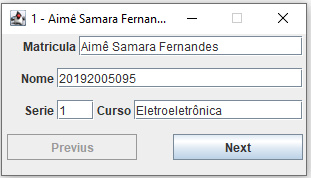 1 - Aimê Samara Fernan...
Matricula Aimê Samara Fernandes
Nome 20192005095
Serie 1 Curso Eletroeletrônica
Previus Next